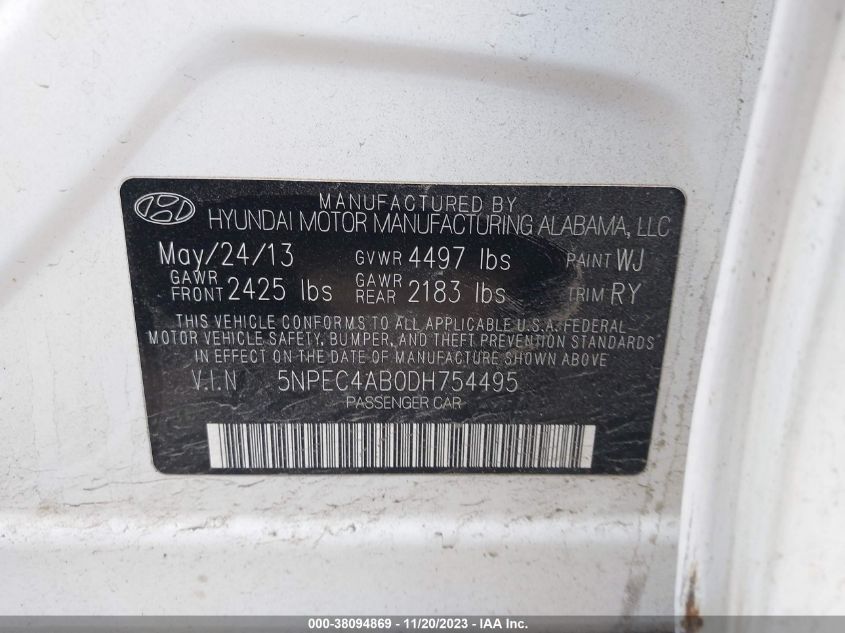 MANUFACTURED BY
HYUNDAI MOTOR MANUFACTURING ALABAMA, LLC
May/24/13 GVWR 4497 lbs PAINT WJ
GAWR FRONT 2425 lbs GAWR REAR 2183 lbs TRIM RY
THIS VEHICLE CONFORMS TO ALL APPLICABLE U.S.A. FEDERAL
MOTOR VEHICLE SAFETY, BUMPER, AND THEFT PREVENTION STANDARDS
IN EFFECT ON THE DATE OF MANUFACTURE SHOWN ABOVE.
V.I.N 5NPEC4AB0DH754495
PASSENGER CAR
000-38094869 - 11/20/2023 - IAA Inc.